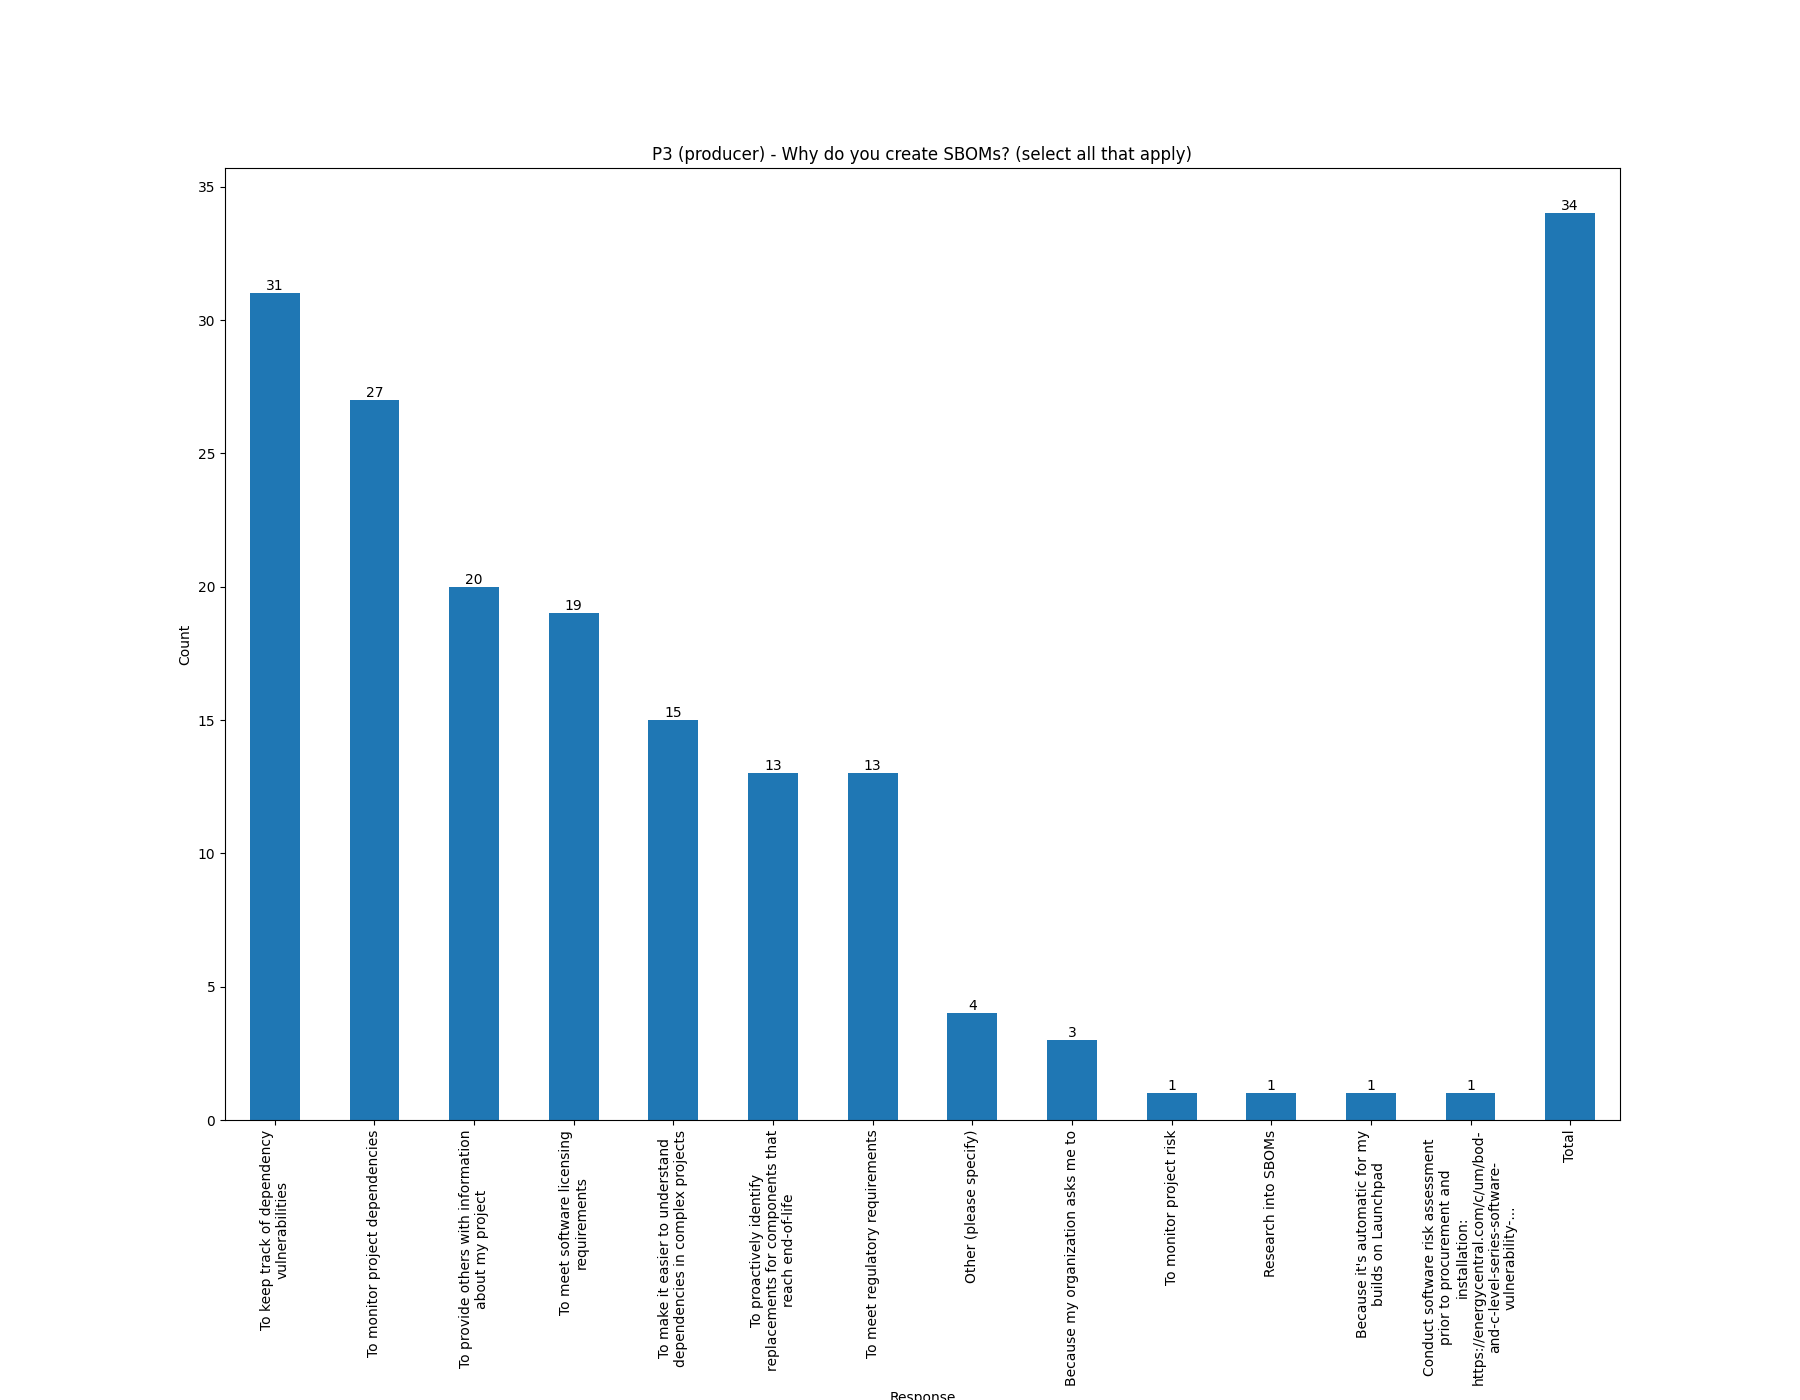 P3 (producer) - Why do you create SBOMs? (select all that apply)
Count
35
30
25
20
15
10
5
0
31
27
20
19
15
13
13
4
3
1
1
1
1
34
To keep track of dependency
vulnerabilities
To monitor project dependencies
To provide others with information
about my project
To meet software licensing
requirements
To make it easier to understand
dependencies in complex projects
To proactively identify
replacements for components that
reach end-of-life
To meet regulatory requirements
Other (please specify)
Because my organization asks me to
To monitor project risk
Research into SBOMs
Because it's automatic for my
builds on Launchpad
Conduct software risk assessment
prior to procurement and
installation:
https://energycentral.com/c/um/bod-
and-c-level-series-software-
vulnerability-...
Total
Response